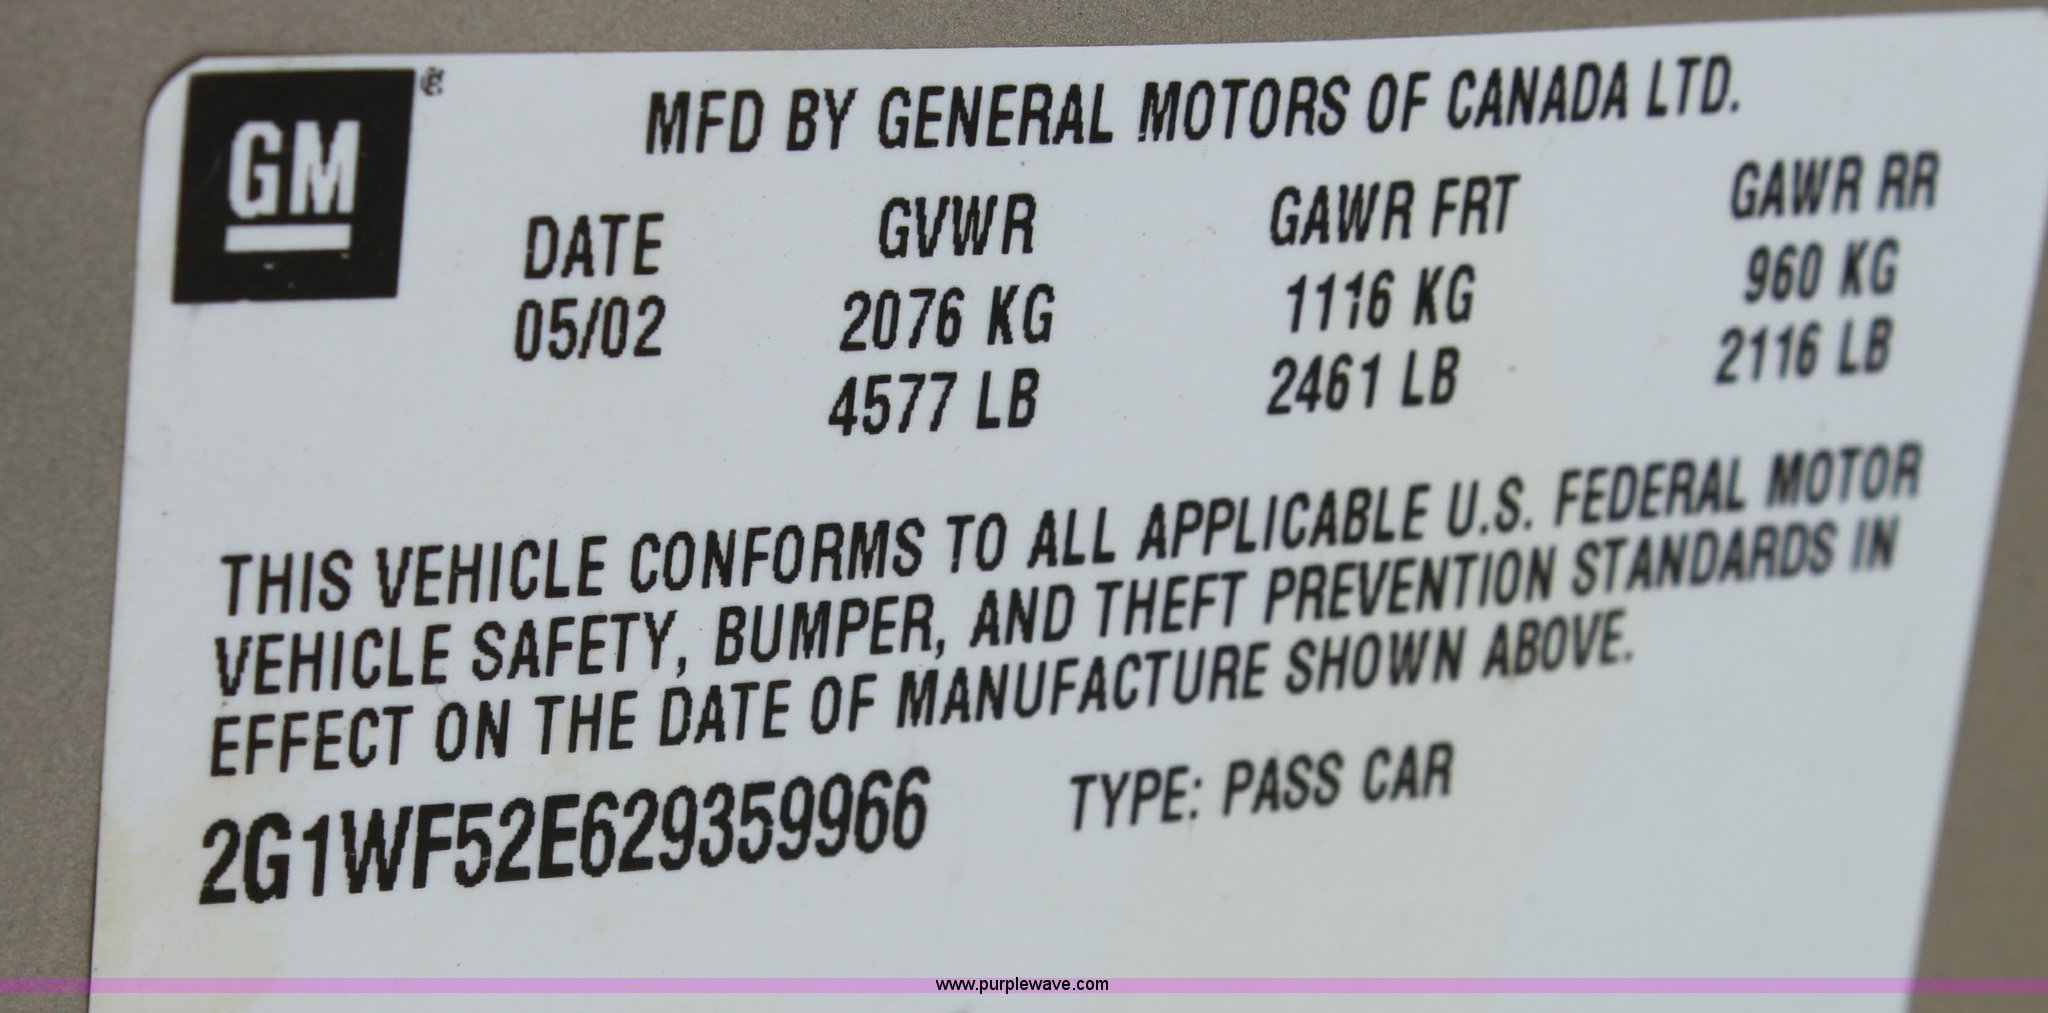 GM ®
MFD BY GENERAL MOTORS OF CANADA LTD.
DATE GVWR GAWR FRT GAWR RR
05/02 2076 KG 1116 KG 960 KG
4577 LB 2461 LB 2116 LB
THIS VEHICLE CONFORMS TO ALL APPLICABLE U.S. FEDERAL MOTOR
VEHICLE SAFETY, BUMPER, AND THEFT PREVENTION STANDARDS IN
EFFECT ON THE DATE OF MANUFACTURE SHOWN ABOVE.
2G1WF52E629359966 TYPE: PASS CAR
www.purplewave.com